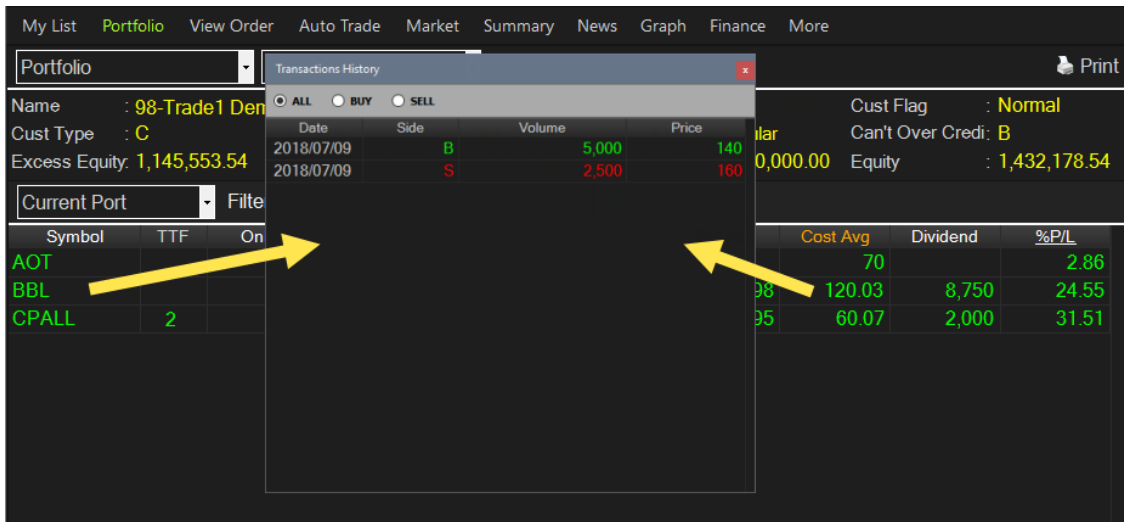 My List Portfolio View Order Auto Trade Market Summary News Graph Finance More
Portfolio Print
Transactions History x
ALL BUY SELL
Name : 98-Trade1 Dem Cust Flag : Normal
Date Side Volume Price
Cust Type : C ular Can't Over Credi: B
2018/07/09 B 5,000 140
Excess Equity: 1,145,553.54 0,000.00 Equity : 1,432,178.54
2018/07/09 S 2,500 160
Current Port Filte
Symbol TTF On Cost Avg Dividend %P/L
AOT 70 2.86
BBL 98 120.03 8,750 24.55
CPALL 2 95 60.07 2,000 31.51